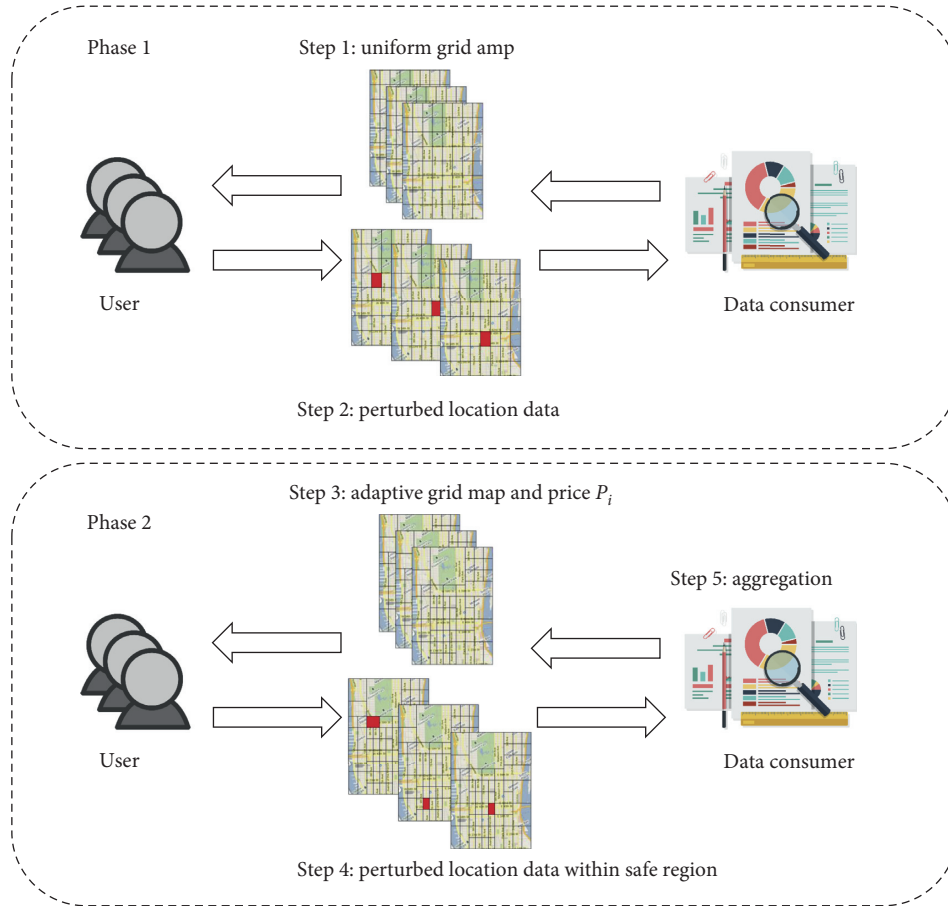 Phase 1
Step 1: uniform grid amp
User
Data consumer
Step 2: perturbed location data
Step 3: adaptive grid map and price P_i
Phase 2
Step 5: aggregation
User
Data consumer
Step 4: perturbed location data within safe region